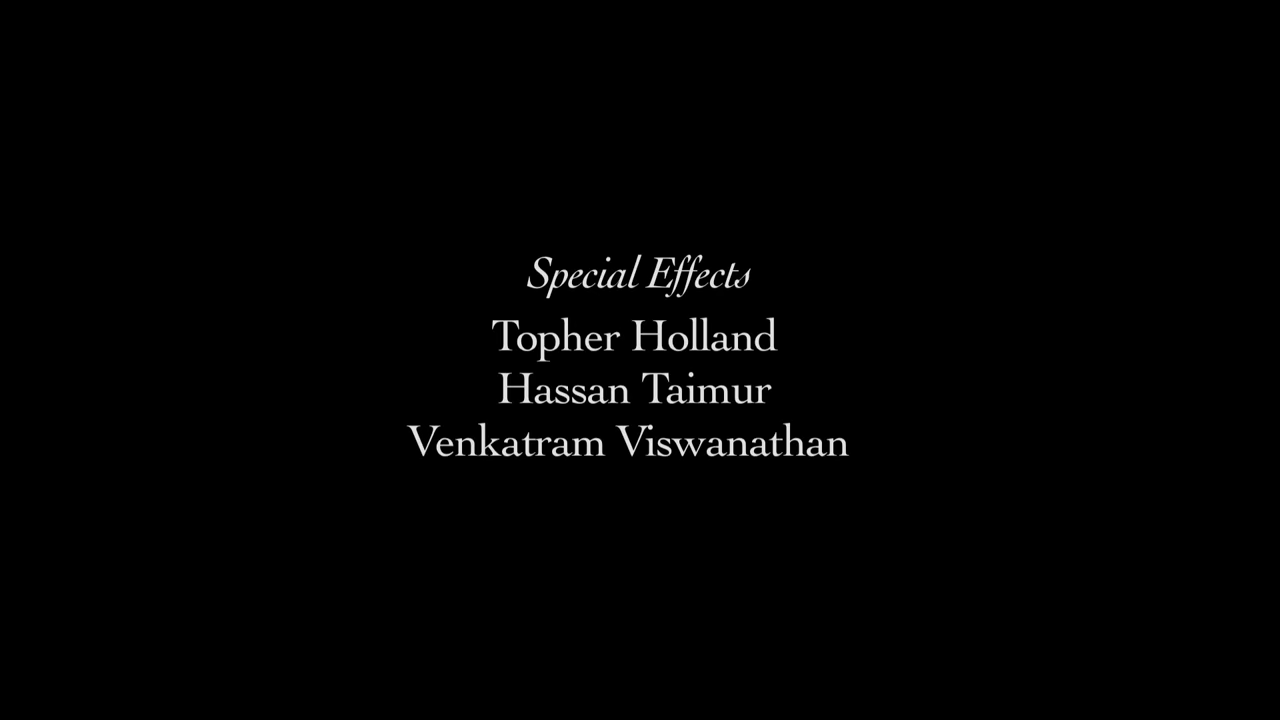 Special Effects
Topher Holland
Hassan Taimur
Venkatram Viswanathan